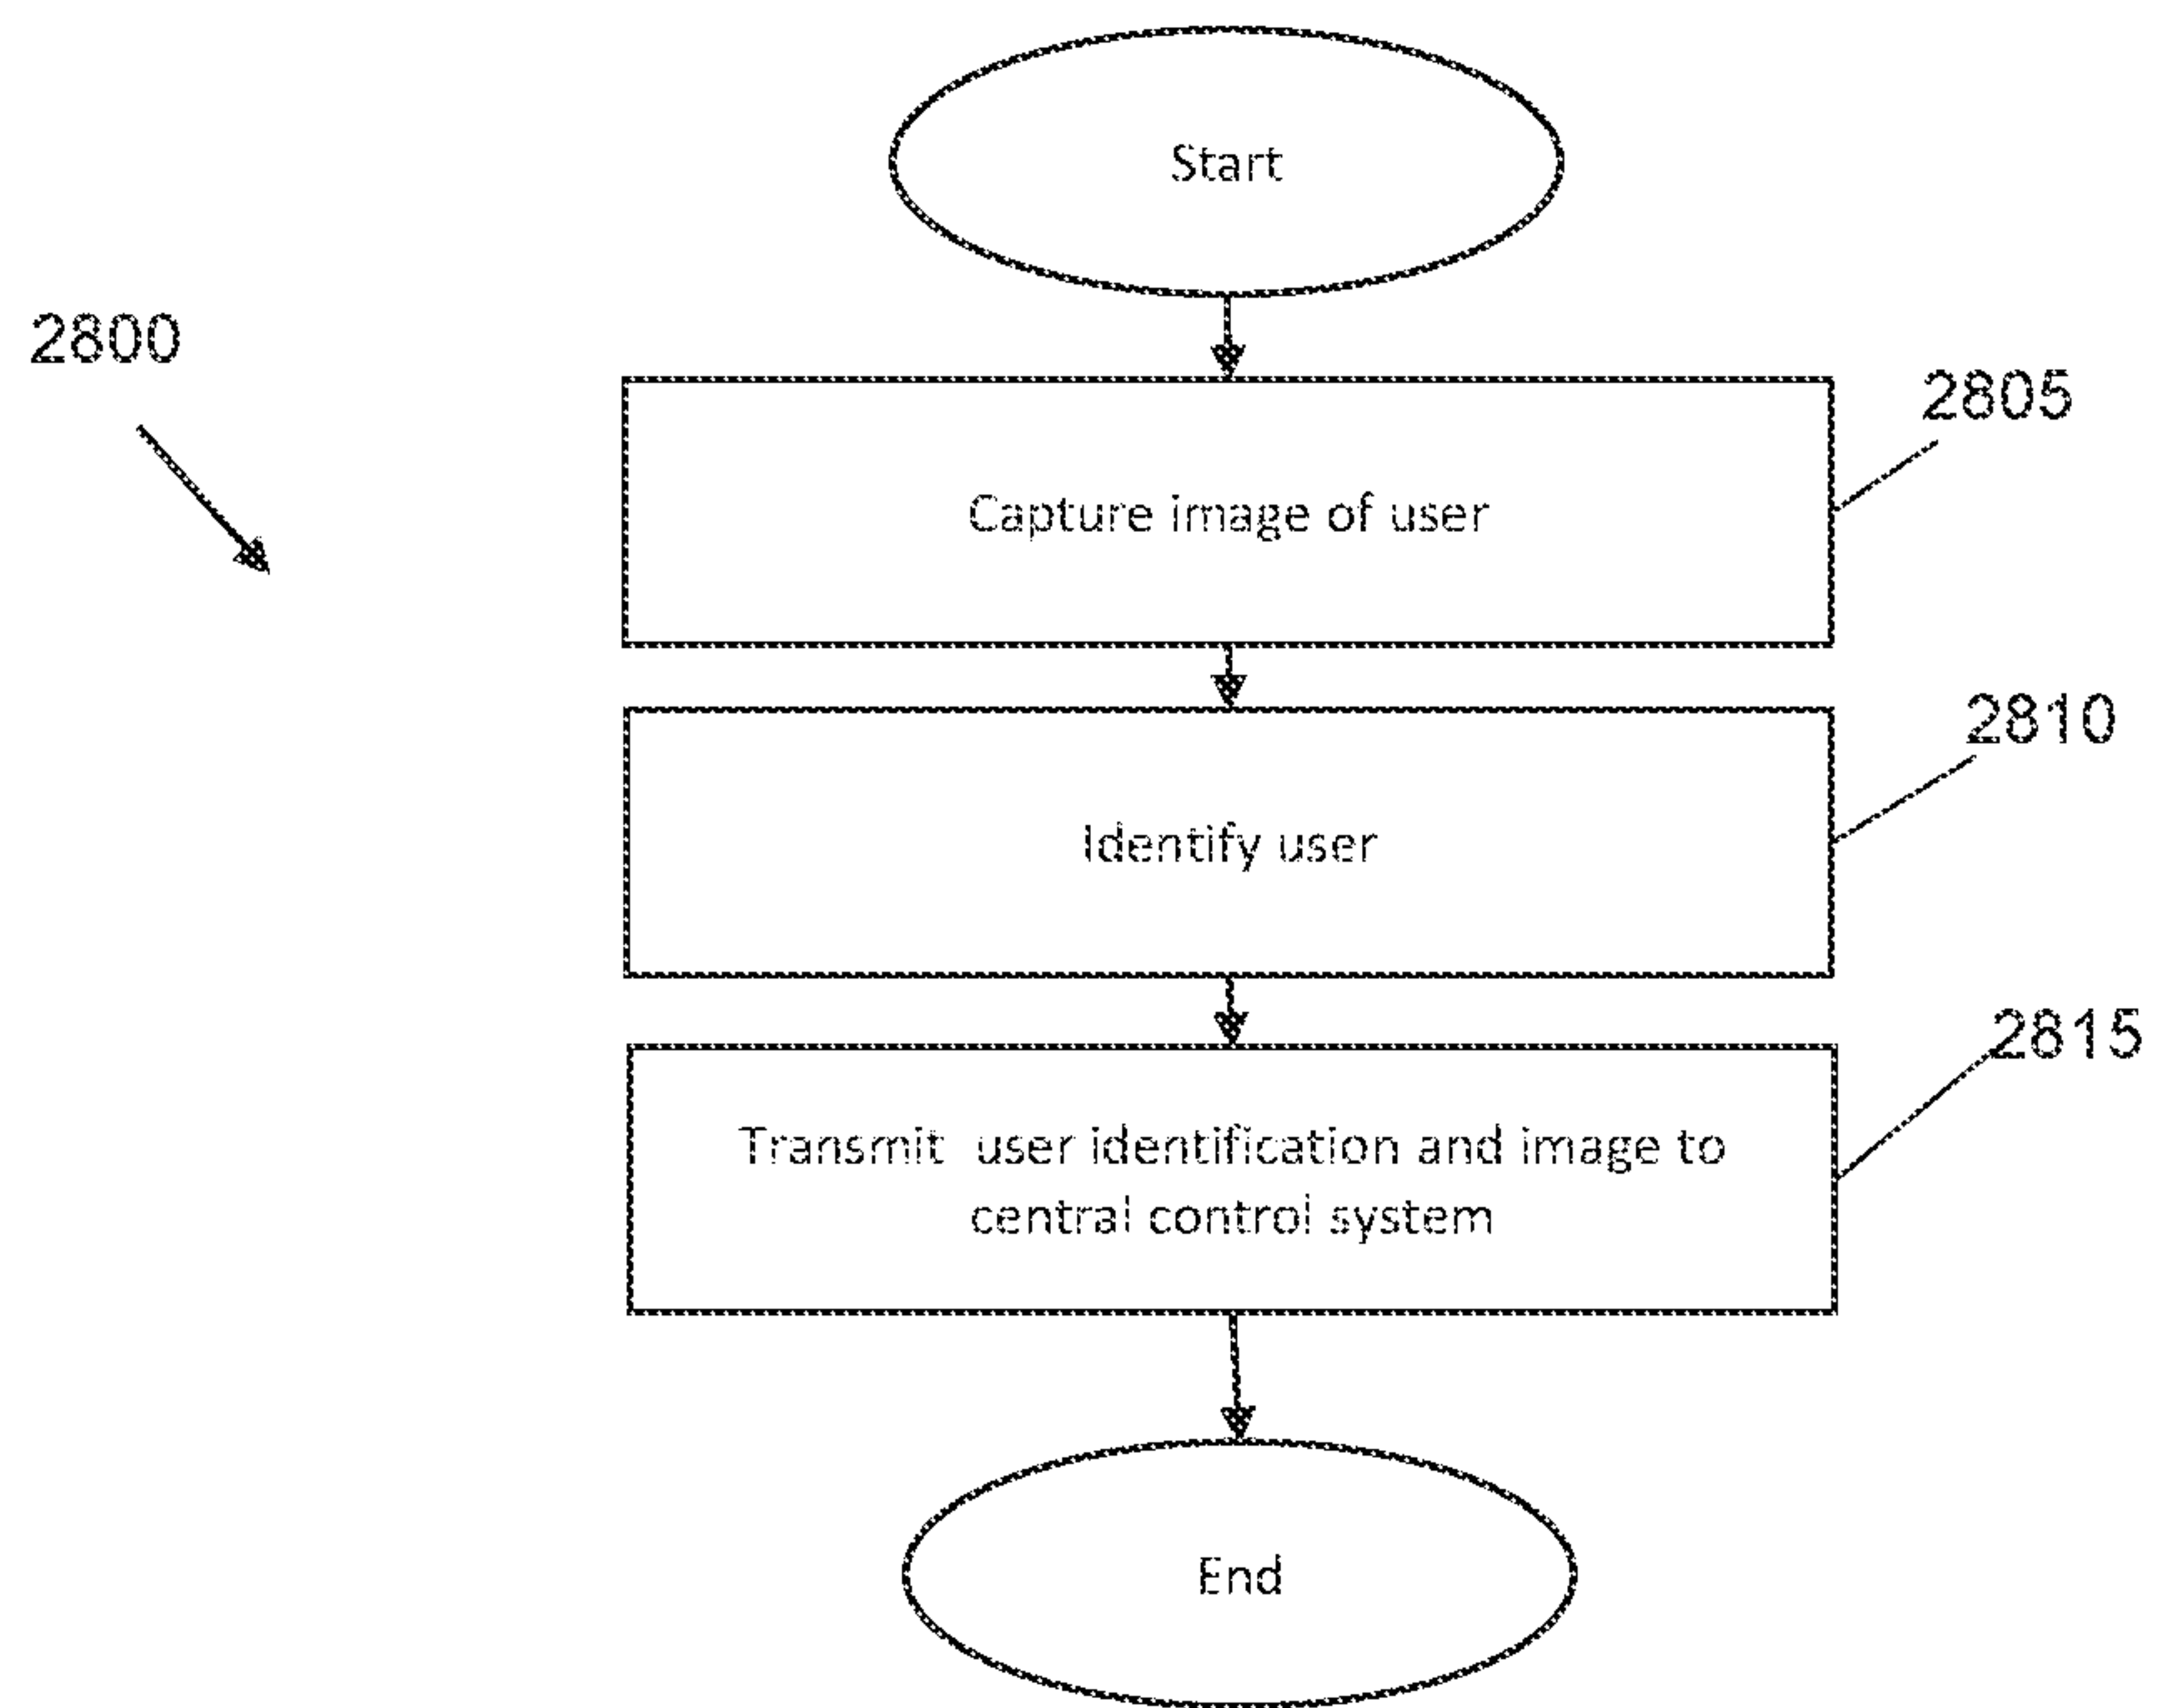 Start
2800
2805
Capture image of user
2810
Identify user
2815
Transmit user identification and image to
central control system
End